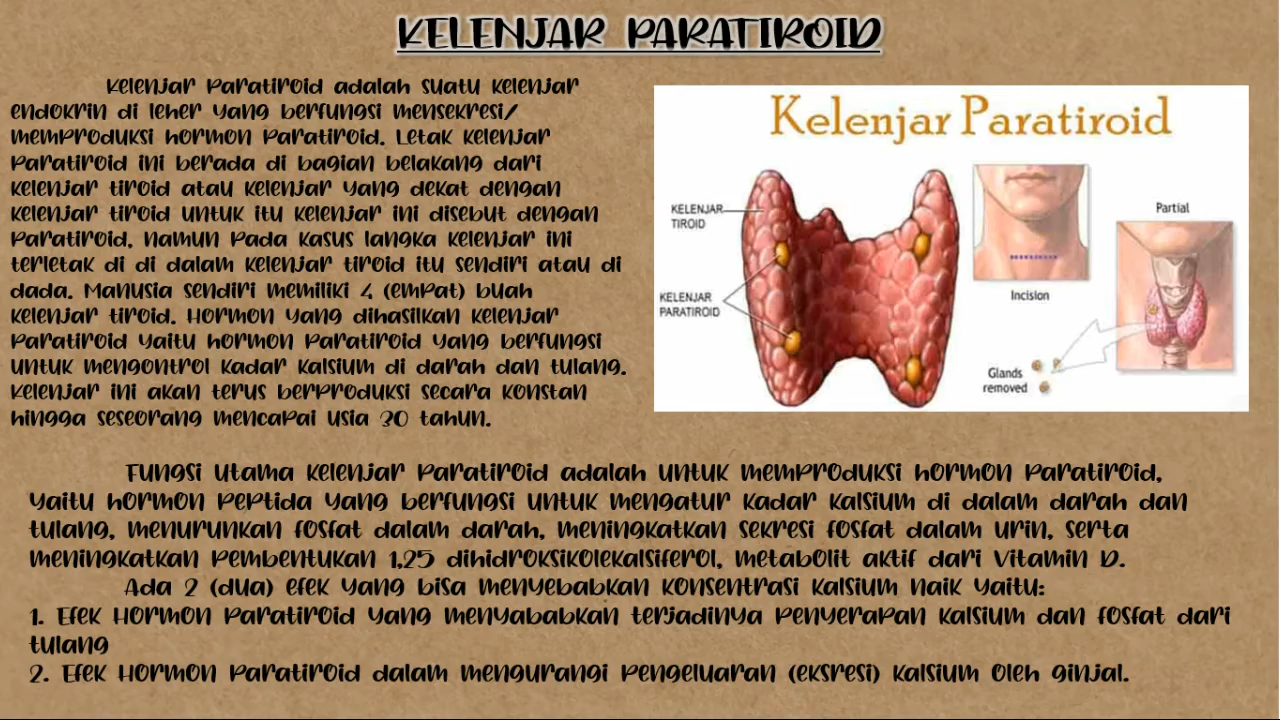 KELENJAR PARATIROID
Kelenjar Paratiroid adalah suatu kelenjar
endokrin di leher yang berfungsi mensekresi/
memproduksi hormon paratiroid. Letak kelenjar
paratiroid ini berada di bagian belakang dari
kelenjar tiroid atau kelenjar yang dekat dengan
kelenjar tiroid untuk itu kelenjar ini disebut dengan
paratiroid, namun pada kasus langka kelenjar ini
terletak di di dalam kelenjar tiroid itu sendiri atau di
dada. Manusia sendiri memiliki 4 (empat) buah
kelenjar tiroid. Hormon yang dihasilkan kelenjar
paratiroid yaitu hormon paratiroid yang berfungsi
untuk mengontrol kadar kalsium di darah dan tulang.
Kelenjar ini akan terus berproduksi secara konstan
hingga seseorang mencapai usia 30 tahun.
Kelenjar Paratiroid
KELENJAR
TIROID
KELENJAR
PARATIROID
Incision
Partial
Glands
removed
Fungsi utama kelenjar paratiroid adalah untuk memproduksi hormon paratiroid,
yaitu hormon peptida yang berfungsi untuk mengatur kadar kalsium di dalam darah dan
tulang, menurunkan fosfat dalam darah, meningkatkan sekresi fosfat dalam urin, serta
meningkatkan pembentukan 1,25 dihidroksikolekalsiferol, metabolit aktif dari Vitamin D.
Ada 2 (dua) efek yang bisa menyebabkan konsentrasi kalsium naik yaitu:
1. Efek Hormon Paratiroid yang menyababkan terjadinya penyerapan kalsium dan fosfat dari
tulang
2. Efek Hormon Paratiroid dalam mengurangi pengeluaran (eksresi) kalsium oleh ginjal.